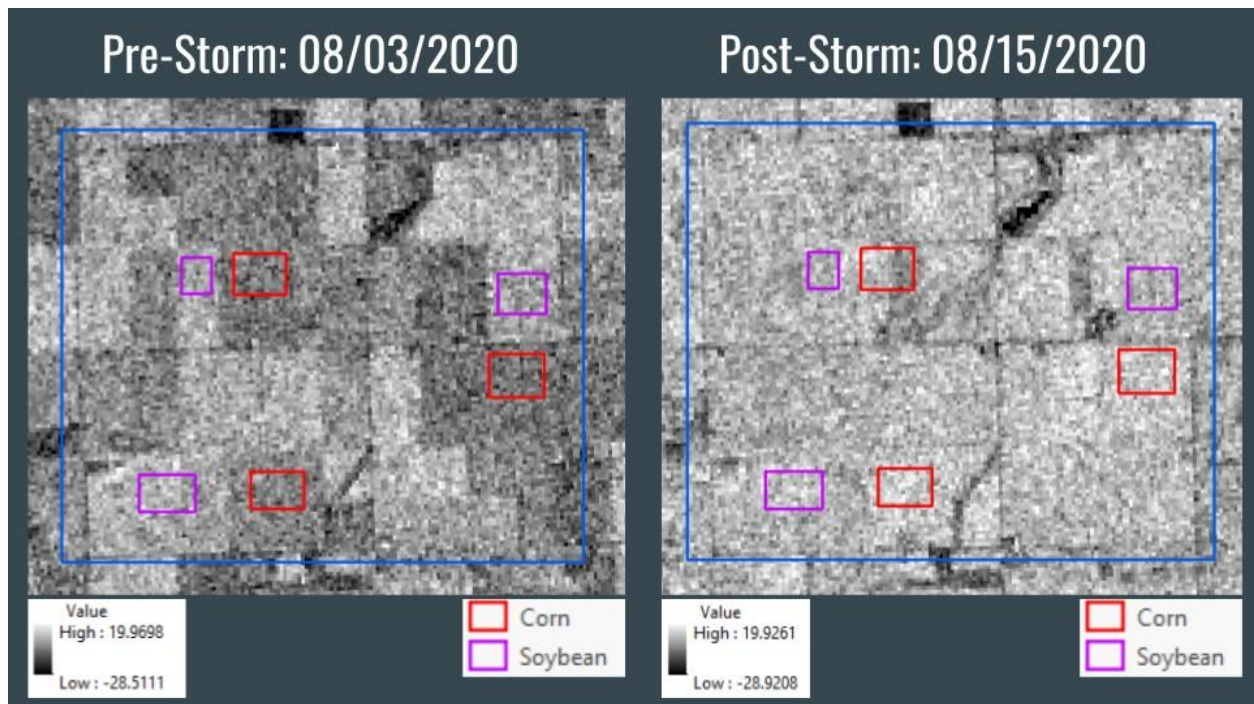 Pre-Storm: 08/03/2020
Post-Storm: 08/15/2020
Value
High : 19.9698
Low : -28.5111
Corn
Soybean
Value
High : 19.9261
Low : -28.9208
Corn
Soybean